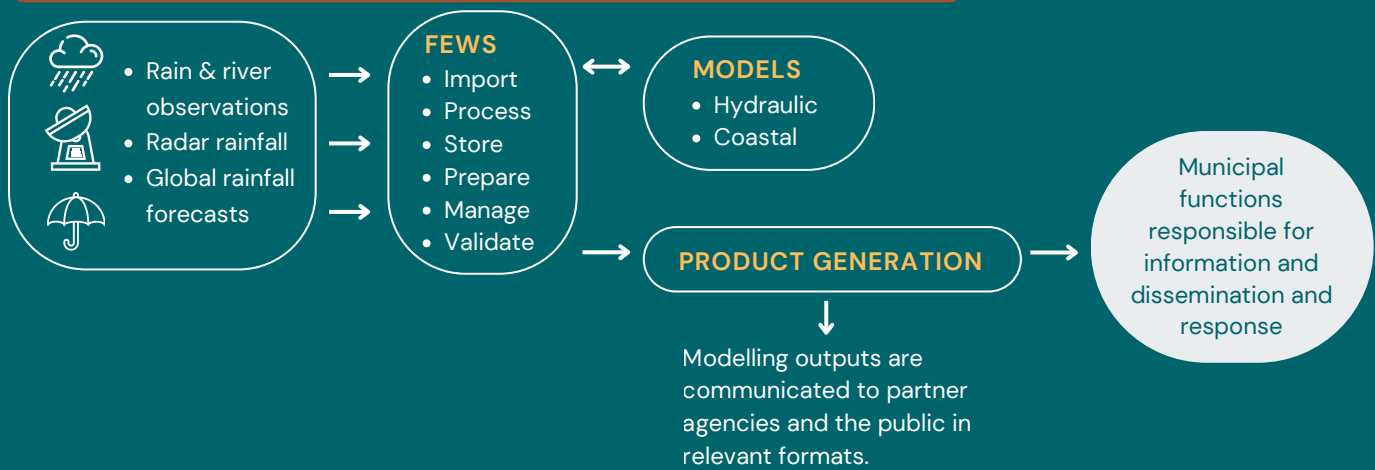 • Rain & river
observations
• Radar rainfall
• Global rainfall
forecasts
FEWS
• Import
• Process
• Store
• Prepare
• Manage
• Validate
MODELS
• Hydraulic
• Coastal
PRODUCT GENERATION
Modelling outputs are
communicated to partner
agencies and the public in
relevant formats.
Municipal
functions
responsible for
information and
dissemination and
response